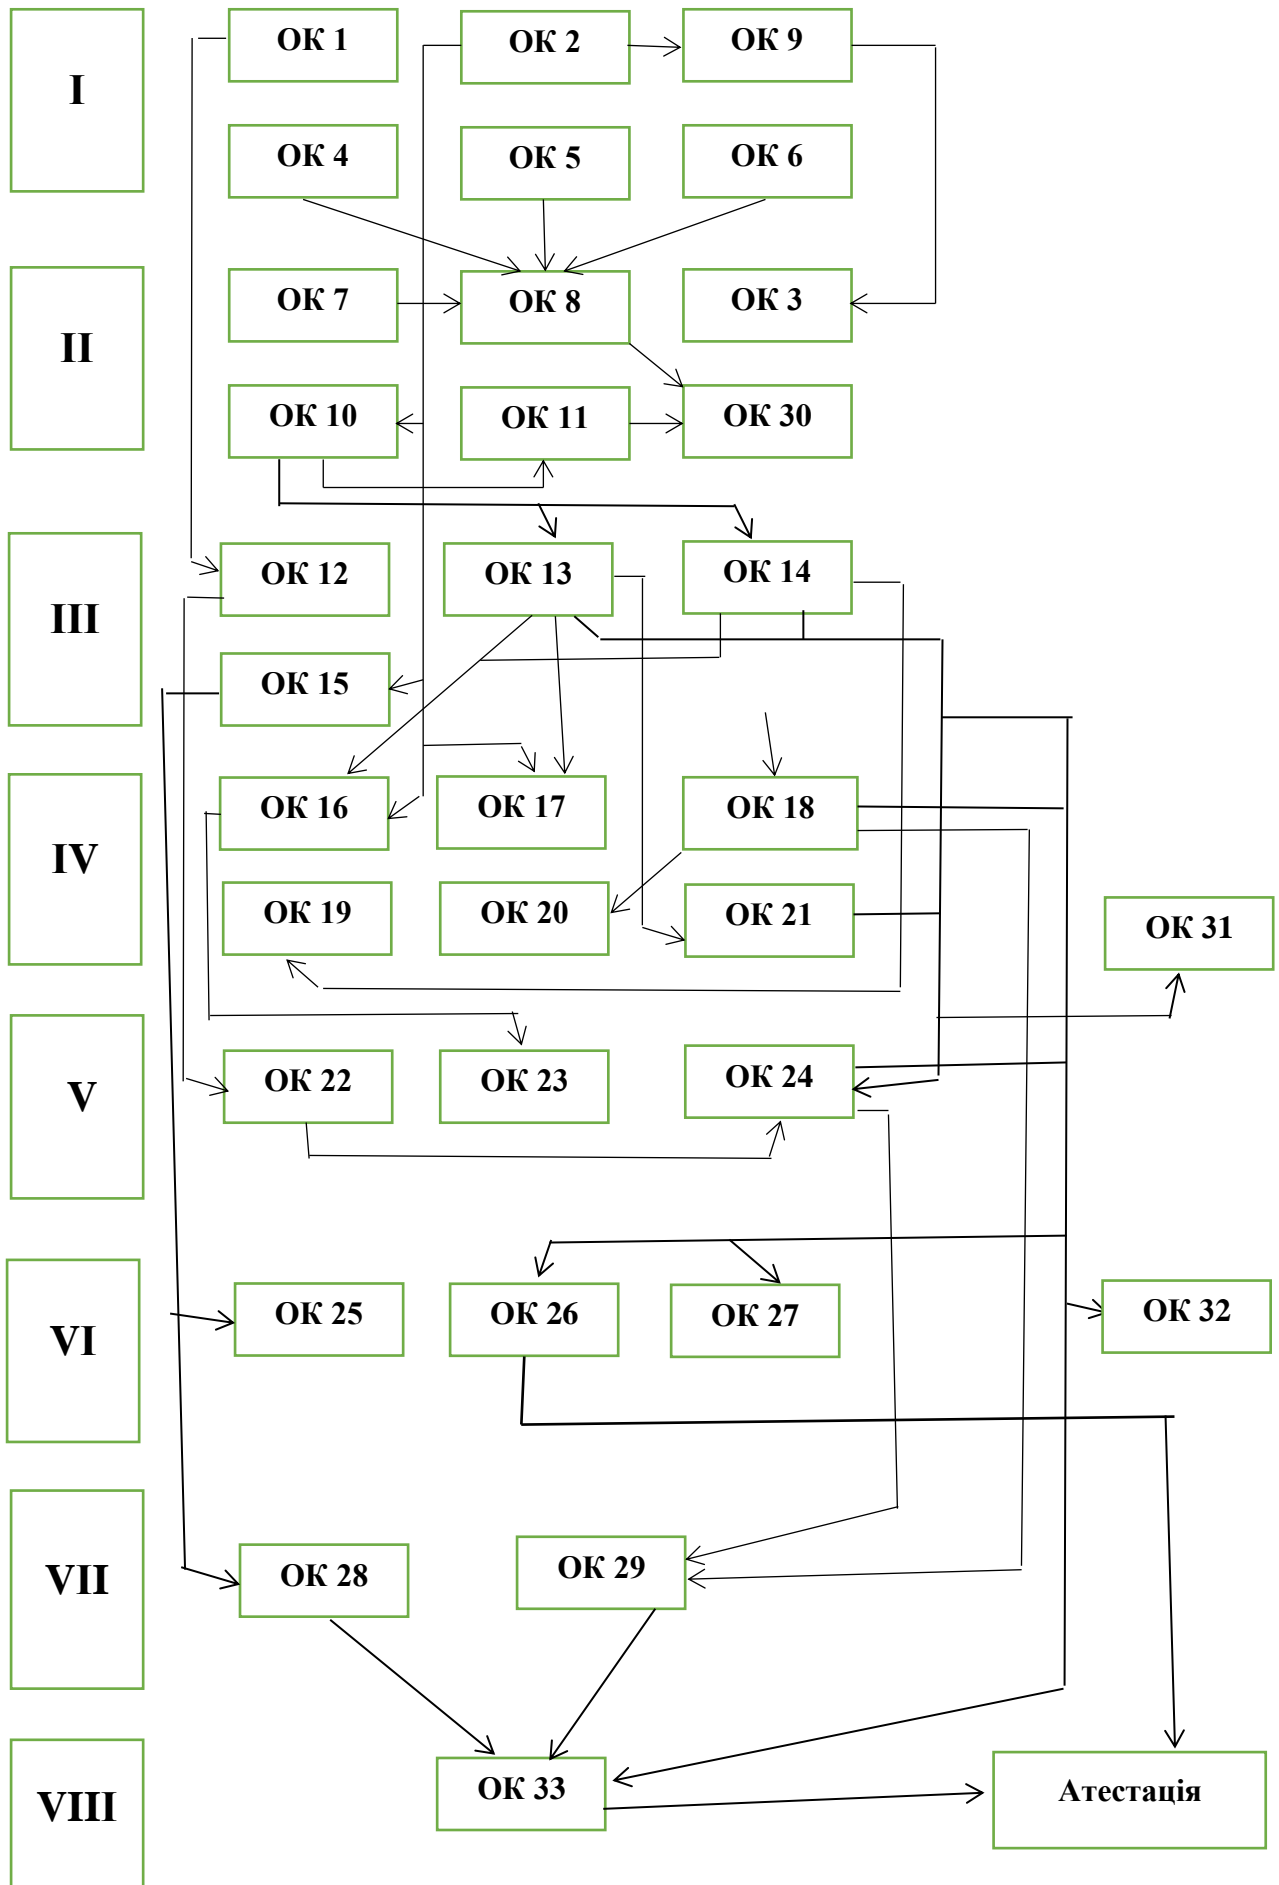 I
ОК 1
ОК 2
ОК 9
ОК 4
ОК 5
ОК 6
II
ОК 7
ОК 8
ОК 3
ОК 10
ОК 11
ОК 30
III
ОК 12
ОК 13
ОК 14
ОК 15
IV
ОК 16
ОК 17
ОК 18
ОК 19
ОК 20
ОК 21
ОК 31
V
ОК 22
ОК 23
ОК 24
VI
ОК 25
ОК 26
ОК 27
ОК 32
VII
ОК 28
ОК 29
VIII
ОК 33
Атестація